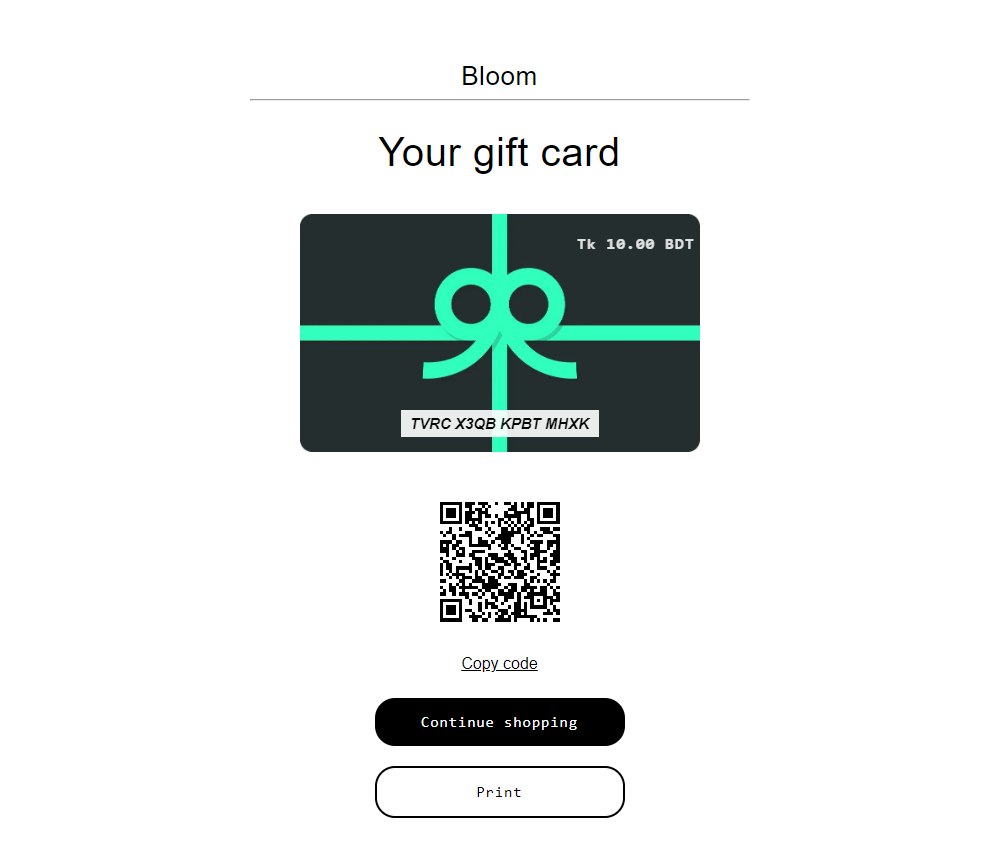 Bloom
Your gift card
Tk 10.00 BDT
TVRC X3QB KPBT MHXK
Copy code
Continue shopping
Print